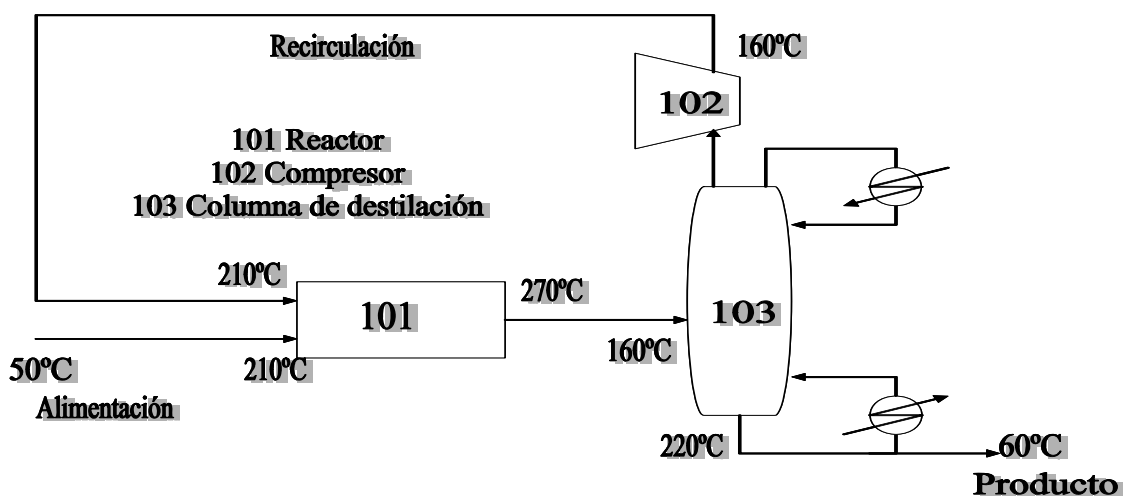 Recirculación
160ºC
102
101 Reactor
102 Compresor
103 Columna de destilación
210ºC
270ºC
101
103
160ºC
50ºC
210ºC
Alimentación
220ºC
60ºC
Producto